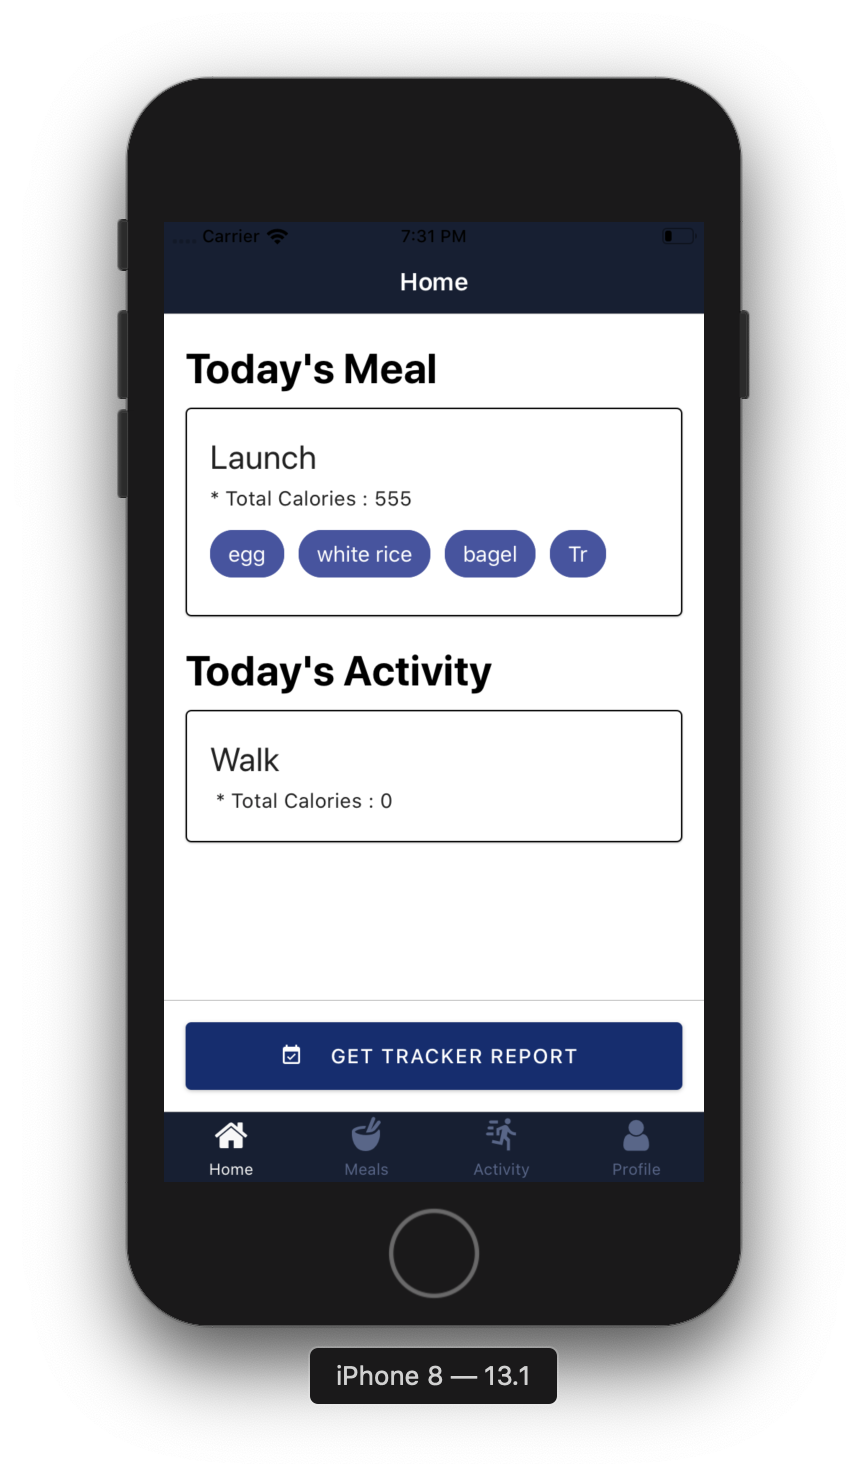 Carrier 7:31 PM
Home
Today's Meal
Launch
* Total Calories : 555
egg white rice bagel Tr
Today's Activity
Walk
* Total Calories : 0
GET TRACKER REPORT
Home Meals Activity Profile
iPhone 8 — 13.1